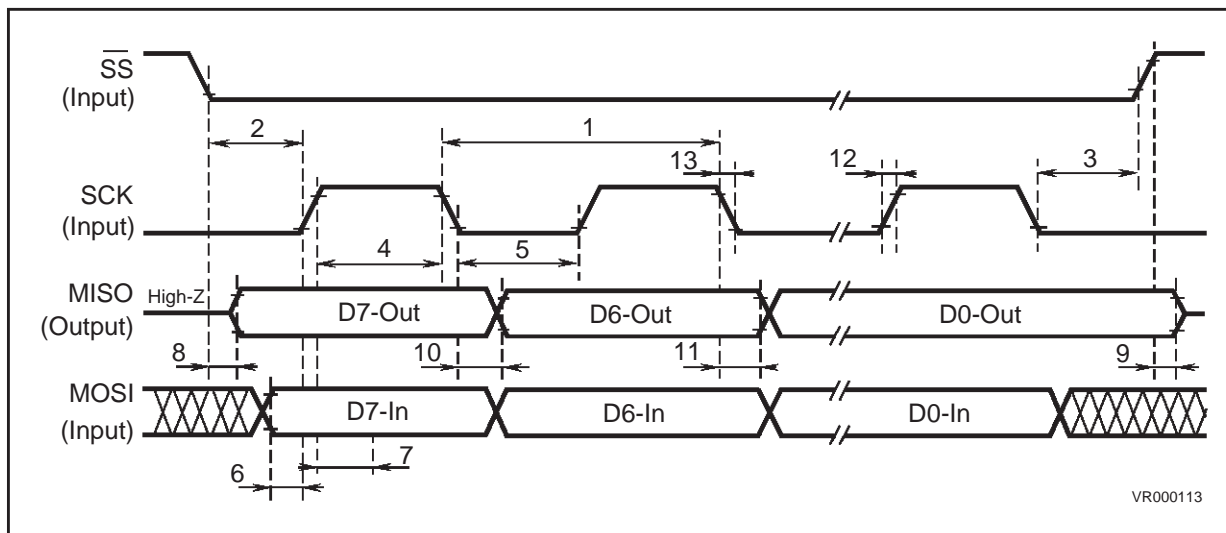 SS
(Input)
2
1
13
12
3
SCK
(Input)
4
5
MISO
(Output)
High-Z
D7-Out
D6-Out
D0-Out
8
10
11
9
MOSI
(Input)
D7-In
D6-In
D0-In
7
6
VR000113